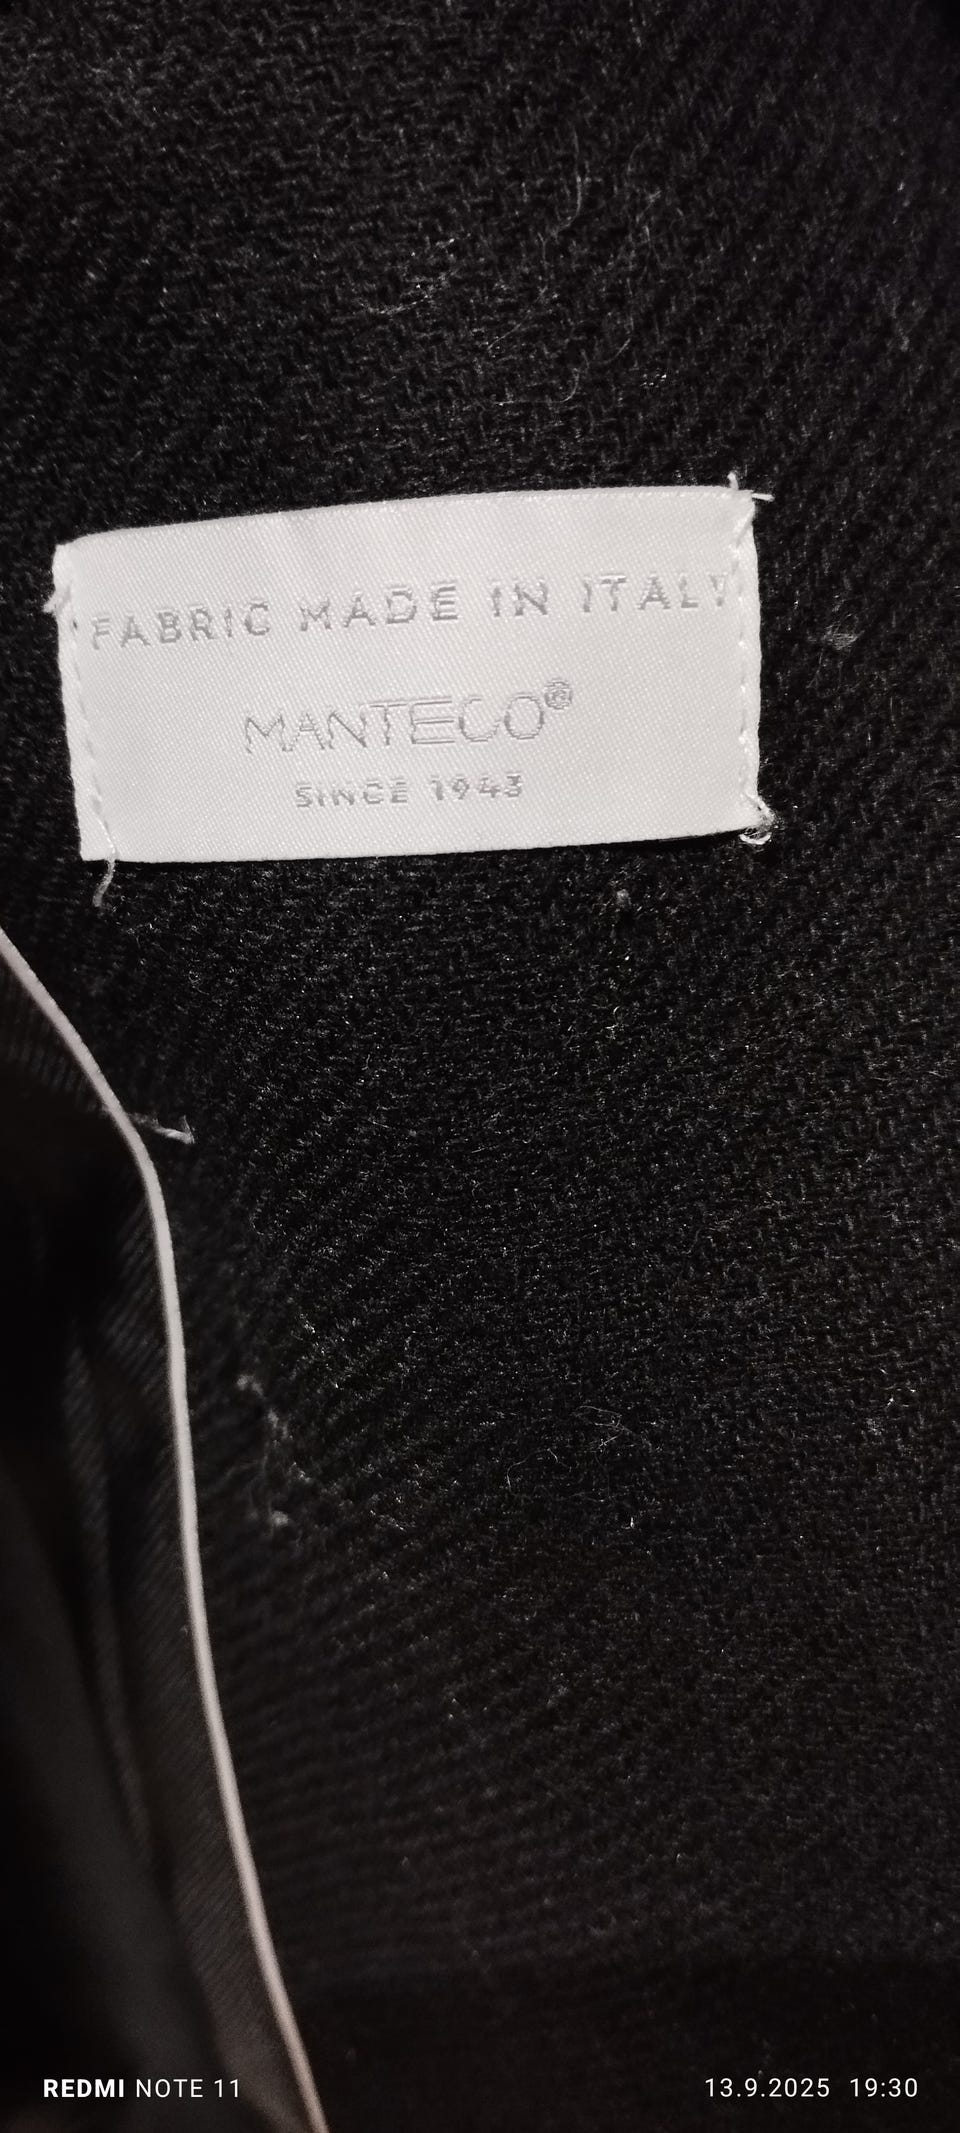 FABRIC MADE IN ITALY
MANTECO®
SINCE 1943
REDMI NOTE 11
13.9.2025 19:30